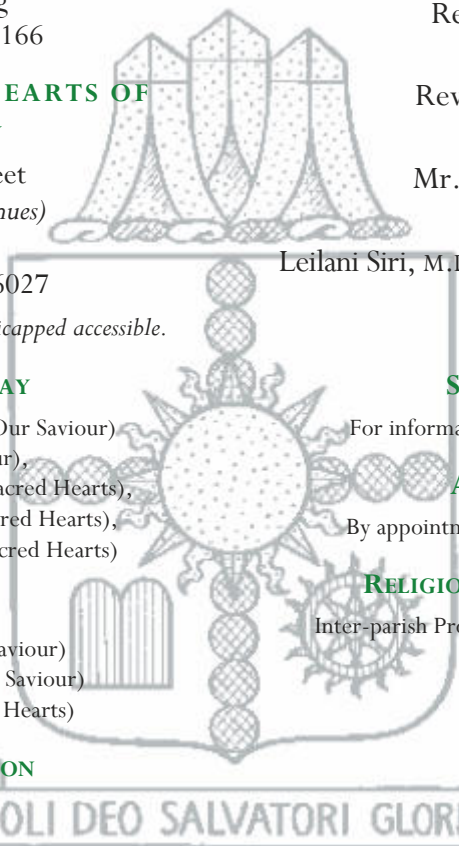 g
166
EARTS OF
eet
nues)
6027
icapped accessible.
AY
Our Saviour)
ur),
acred Hearts),
red Hearts),
cred Hearts)
aviour)
Saviour)
Hearts)
ON
Re
Rev
Mr.
Leilani Siri, M.
S
For informa
A
By appointm
RELIGIO
Inter-parish Pro
OLI DEO SALVATORI GLOR